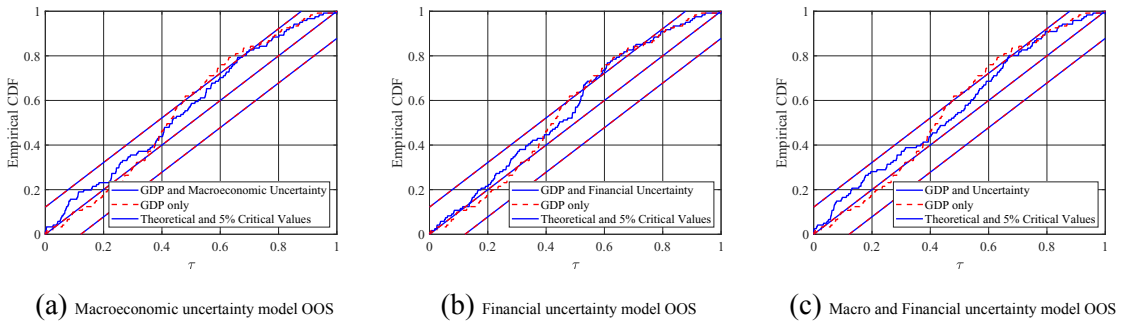 1
0.8
0.6
0.4
0.2
0
Empirical CDF
GDP and Macroeconomic Uncertainty
GDP only
Theoretical and 5% Critical Values
0 0.2 0.4 0.6 0.8 1
τ
(a) Macroeconomic uncertainty model OOS
1
0.8
0.6
0.4
0.2
0
Empirical CDF
GDP and Financial Uncertainty
GDP only
Theoretical and 5% Critical Values
0 0.2 0.4 0.6 0.8 1
τ
(b) Financial uncertainty model OOS
1
0.8
0.6
0.4
0.2
0
Empirical CDF
GDP and Uncertainty
GDP only
Theoretical and 5% Critical Values
0 0.2 0.4 0.6 0.8 1
τ
(c) Macro and Financial uncertainty model OOS